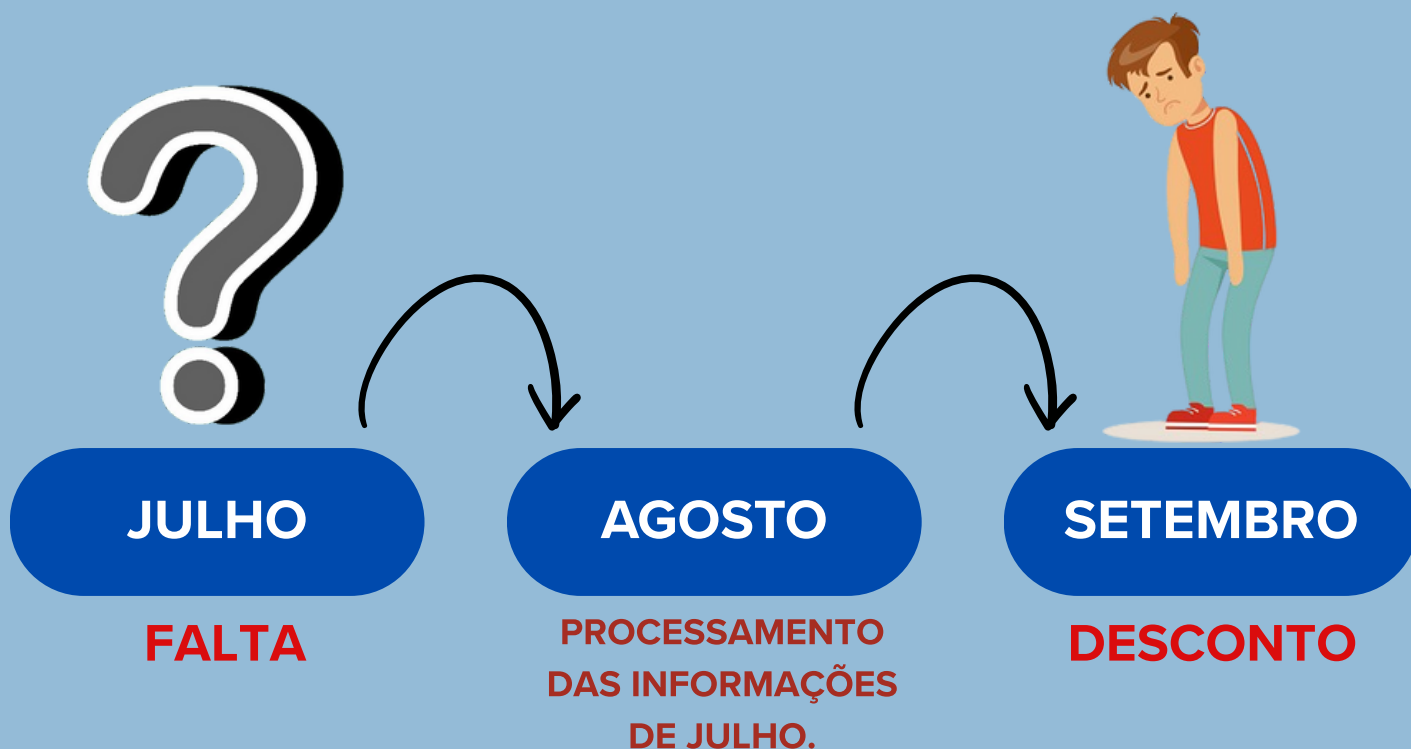 JULHO
AGOSTO
SETEMBRO
FALTA
PROCESSAMENTO
DAS INFORMAÇÕES
DE JULHO.
DESCONTO